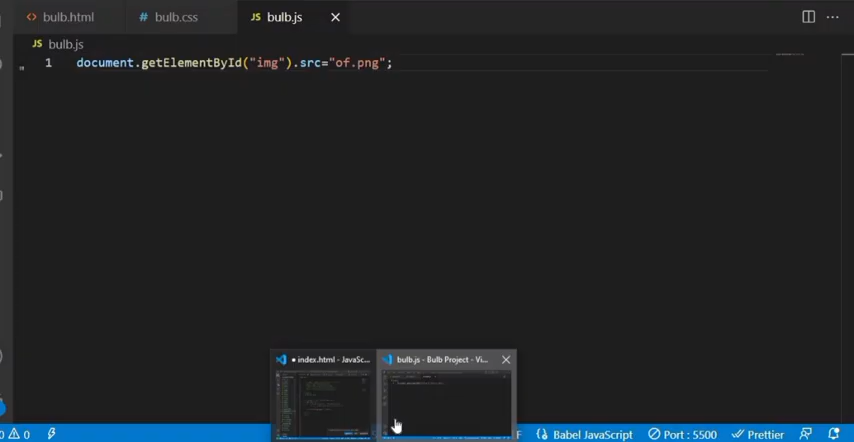 <> bulb.html # bulb.css JS bulb.js ×
JS bulb.js
1 document.getElementById("img").src="of.png";
● index.html - JavaSc... bulb.js - Bulb Project - Vi... ×
0 0 F Babel JavaScript Port : 5500 Prettier